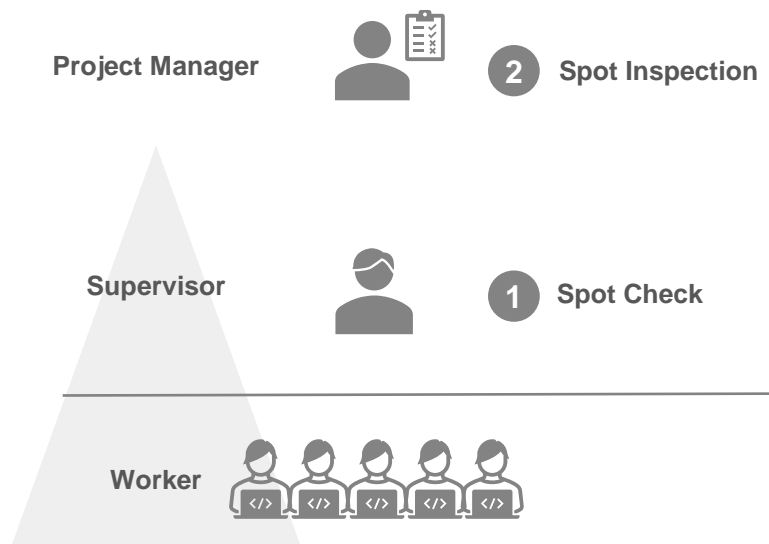 Project Manager
2 Spot Inspection
Supervisor
1 Spot Check
Worker
</> </> </> </> </>